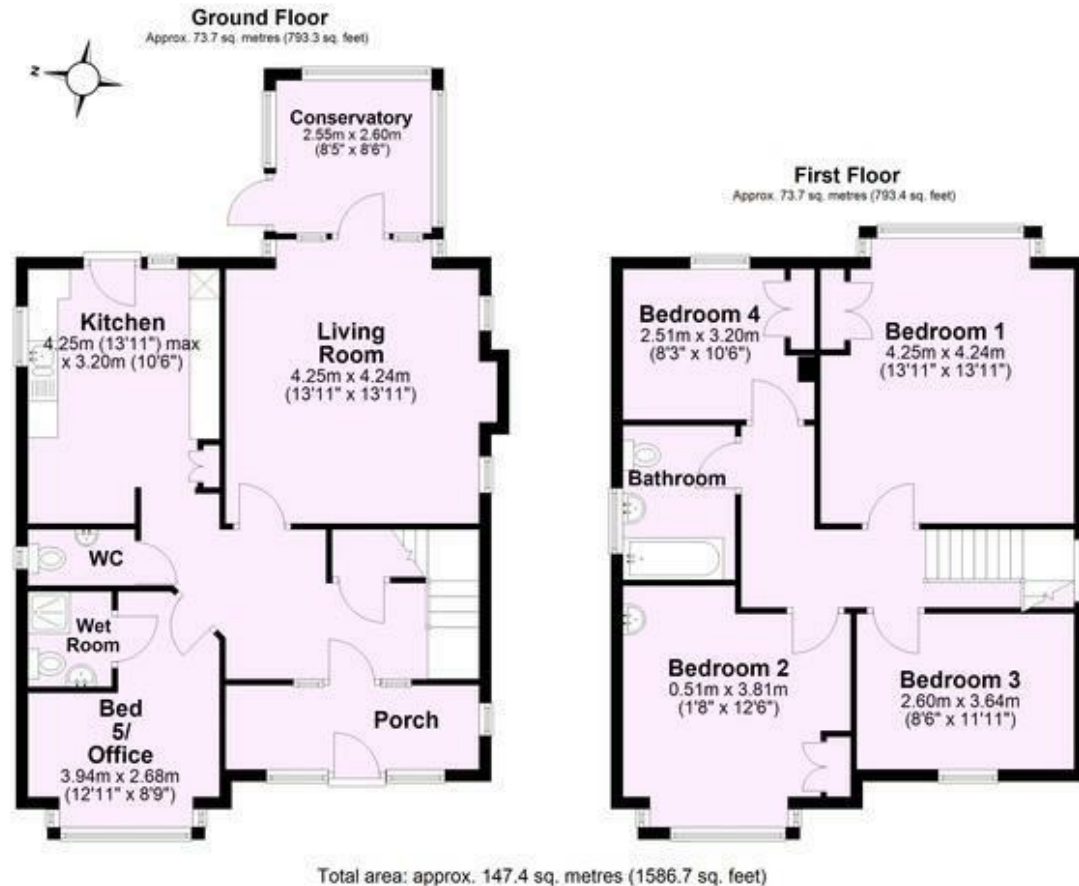 Ground Floor
Approx. 73.7 sq. metres (793.3 sq. feet)
N
Conservatory
2.55m x 2.60m
(8'5" x 8'6")
Kitchen
4.25m (13'11") max
x 3.20m (10'6")
Living
Room
4.25m x 4.24m
(13'11" x 13'11")
WC
Wet
Room
Bed
5/
Office
3.94m x 2.68m
(12'11" x 8'9")
Porch
First Floor
Approx. 73.7 sq. metres (793.4 sq. feet)
Bedroom 4
2.51m x 3.20m
(8'3" x 10'6")
Bedroom 1
4.25m x 4.24m
(13'11" x 13'11")
Bathroom
Bedroom 2
0.51m x 3.81m
(1'8" x 12'6")
Bedroom 3
2.60m x 3.64m
(8'6" x 11'11")
Total area: approx. 147.4 sq. metres (1586.7 sq. feet)